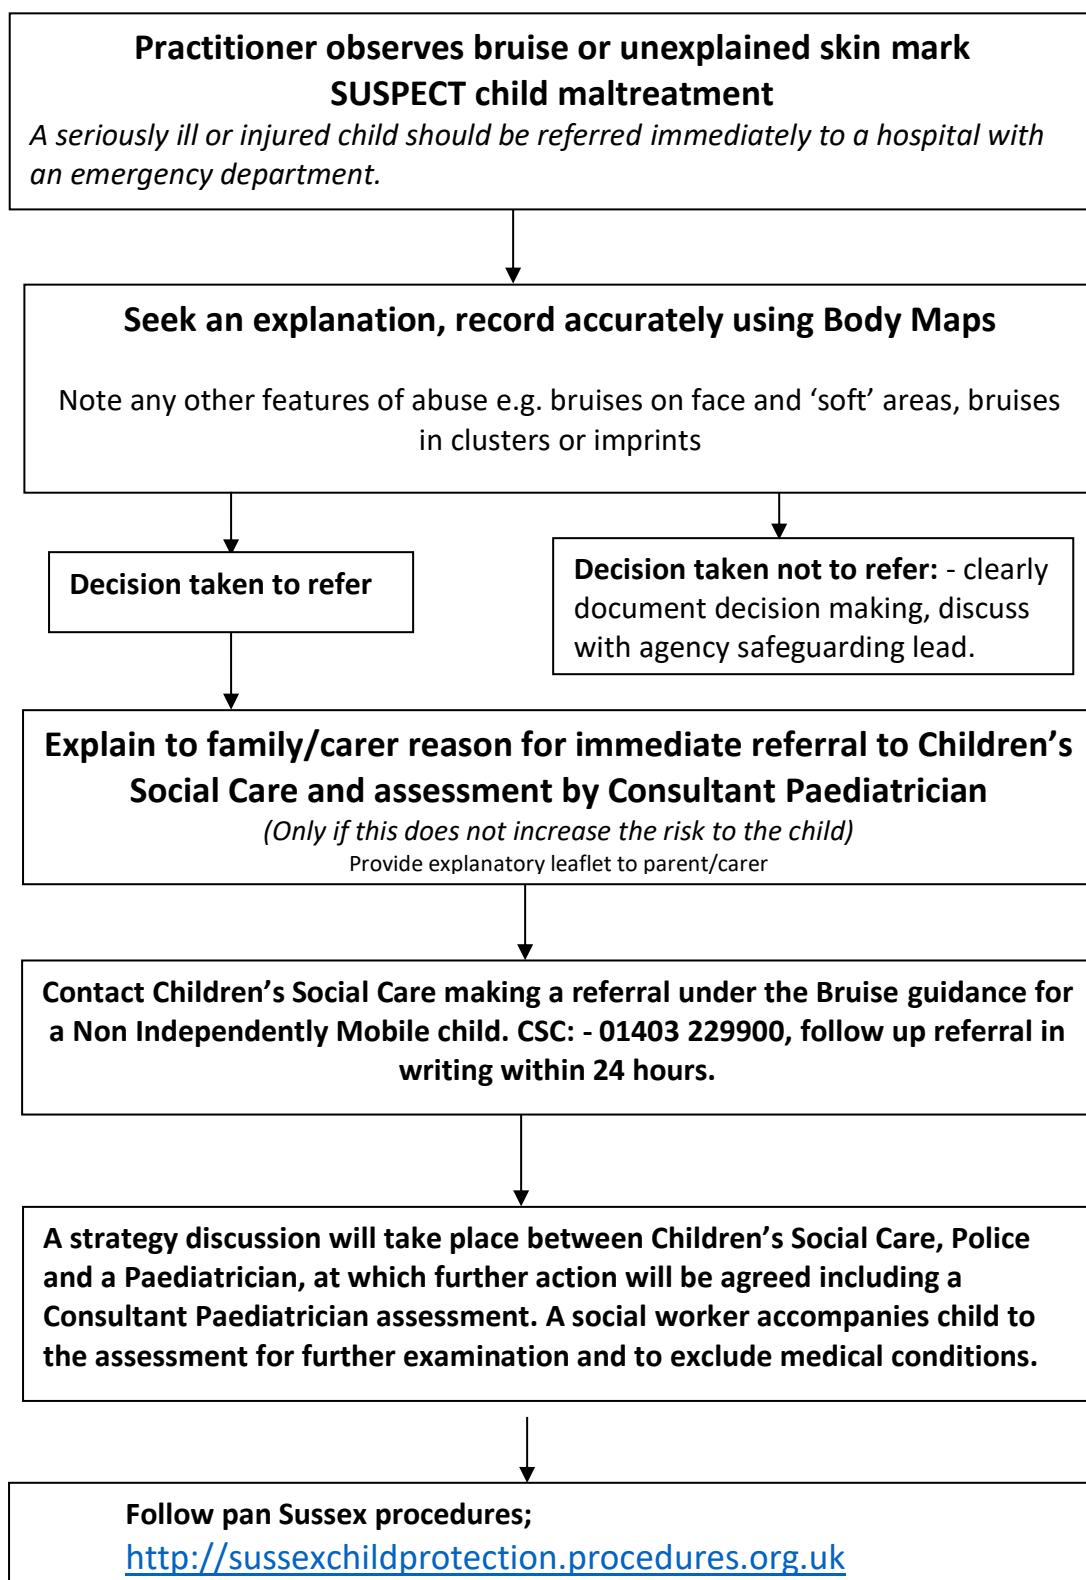 Practitioner observes bruise or unexplained skin mark
SUSPECT child maltreatment
A seriously ill or injured child should be referred immediately to a hospital with
an emergency department.
Seek an explanation, record accurately using Body Maps
Note any other features of abuse e.g. bruises on face and ‘soft’ areas, bruises
in clusters or imprints
Decision taken to refer
Decision taken not to refer: - clearly
document decision making, discuss
with agency safeguarding lead.
Explain to family/carer reason for immediate referral to Children’s
Social Care and assessment by Consultant Paediatrician
(Only if this does not increase the risk to the child)
Provide explanatory leaflet to parent/carer
Contact Children’s Social Care making a referral under the Bruise guidance for
a Non Independently Mobile child. CSC: - 01403 229900, follow up referral in
writing within 24 hours.
A strategy discussion will take place between Children’s Social Care, Police
and a Paediatrician, at which further action will be agreed including a
Consultant Paediatrician assessment. A social worker accompanies child to
the assessment for further examination and to exclude medical conditions.
Follow pan Sussex procedures;
http://sussexchildprotection.procedures.org.uk